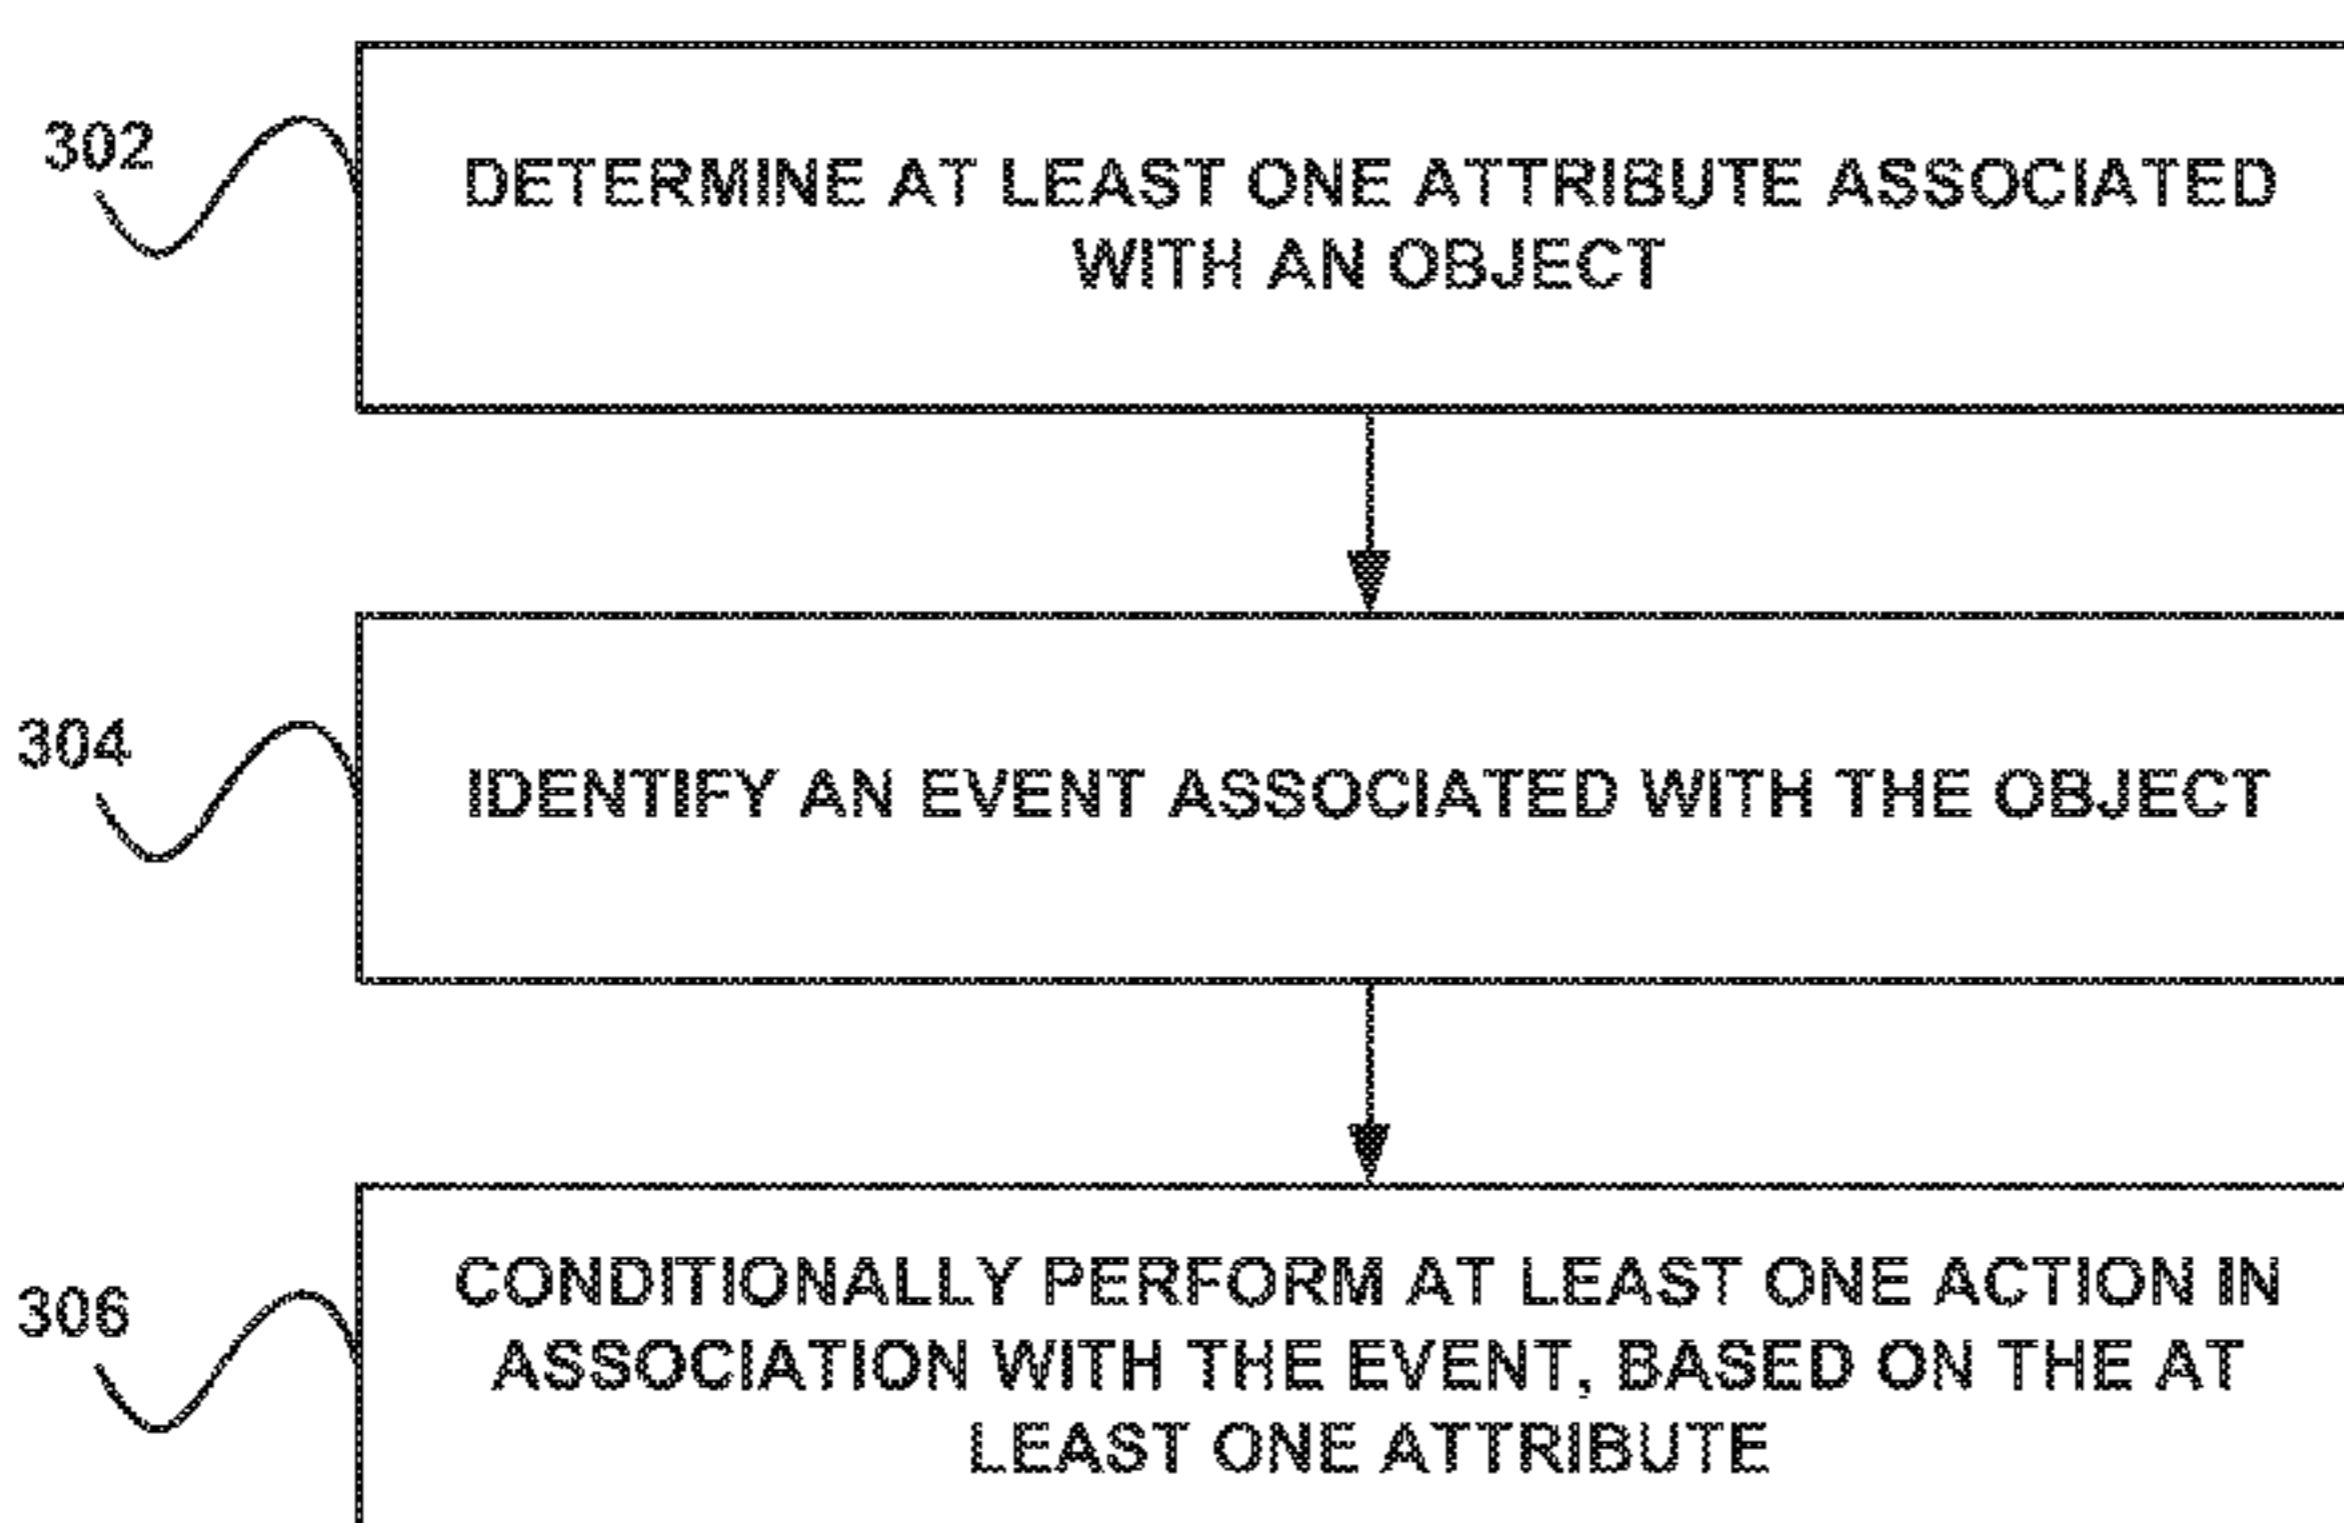 302
DETERMINE AT LEAST ONE ATTRIBUTE ASSOCIATED
WITH AN OBJECT
304
IDENTIFY AN EVENT ASSOCIATED WITH THE OBJECT
306
CONDITIONALLY PERFORM AT LEAST ONE ACTION IN
ASSOCIATION WITH THE EVENT, BASED ON THE AT
LEAST ONE ATTRIBUTE